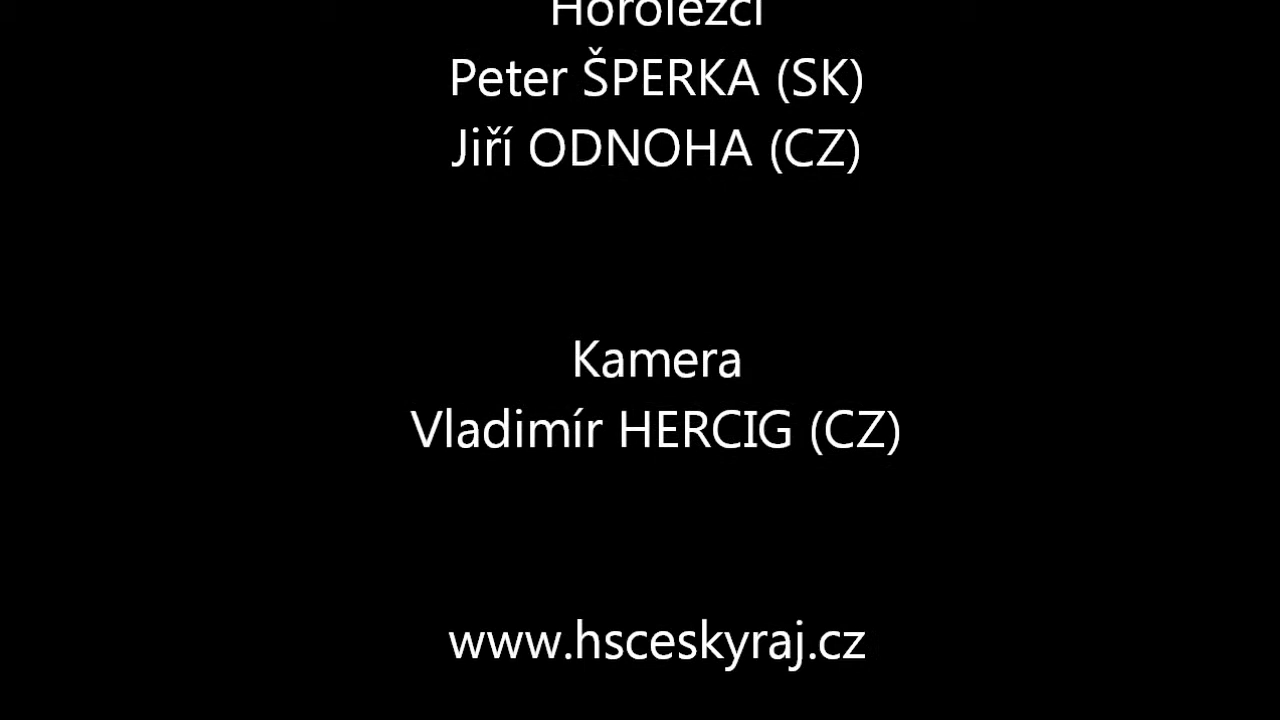 Horolezci
Peter ŠPERKA (SK)
Jiří ODNOHA (CZ)
Kamera
Vladimír HERCIG (CZ)
www.hsceskyraj.cz